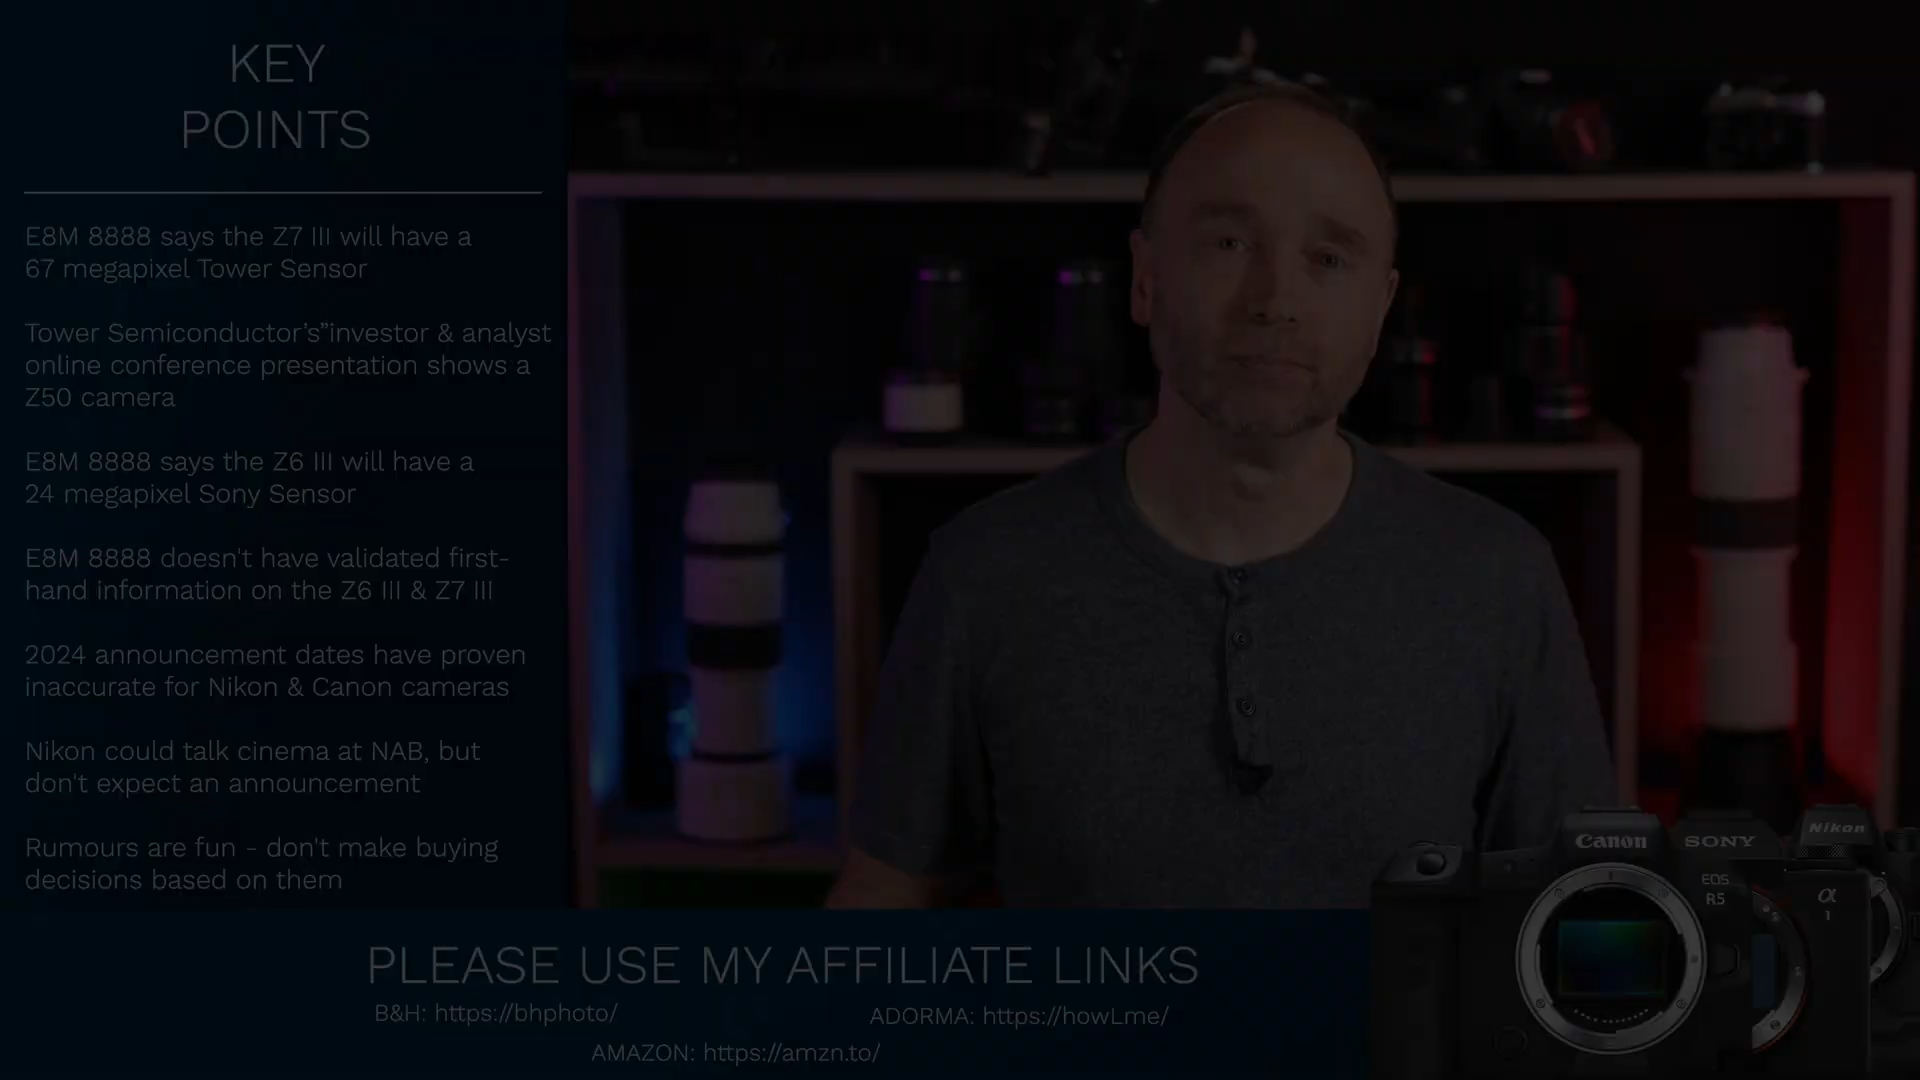 KEY
POINTS
E8M 8888 says the Z7 III will have a
67 megapixel Tower Sensor
Tower Semiconductor's”investor & analyst
online conference presentation shows a
Z50 camera
E8M 8888 says the Z6 III will have a
24 megapixel Sony Sensor
E8M 8888 doesn't have validated first-
hand information on the Z6 III & Z7 III
2024 announcement dates have proven
inaccurate for Nikon & Canon cameras
Nikon could talk cinema at NAB, but
don't expect an announcement
Rumours are fun - don't make buying
decisions based on them
Canon SONY Nikon
EOS
R5
α
1
PLEASE USE MY AFFILIATE LINKS
B&H: https://bhphoto/
ADORMA: https://howl.me/
AMAZON: https://amzn.to/